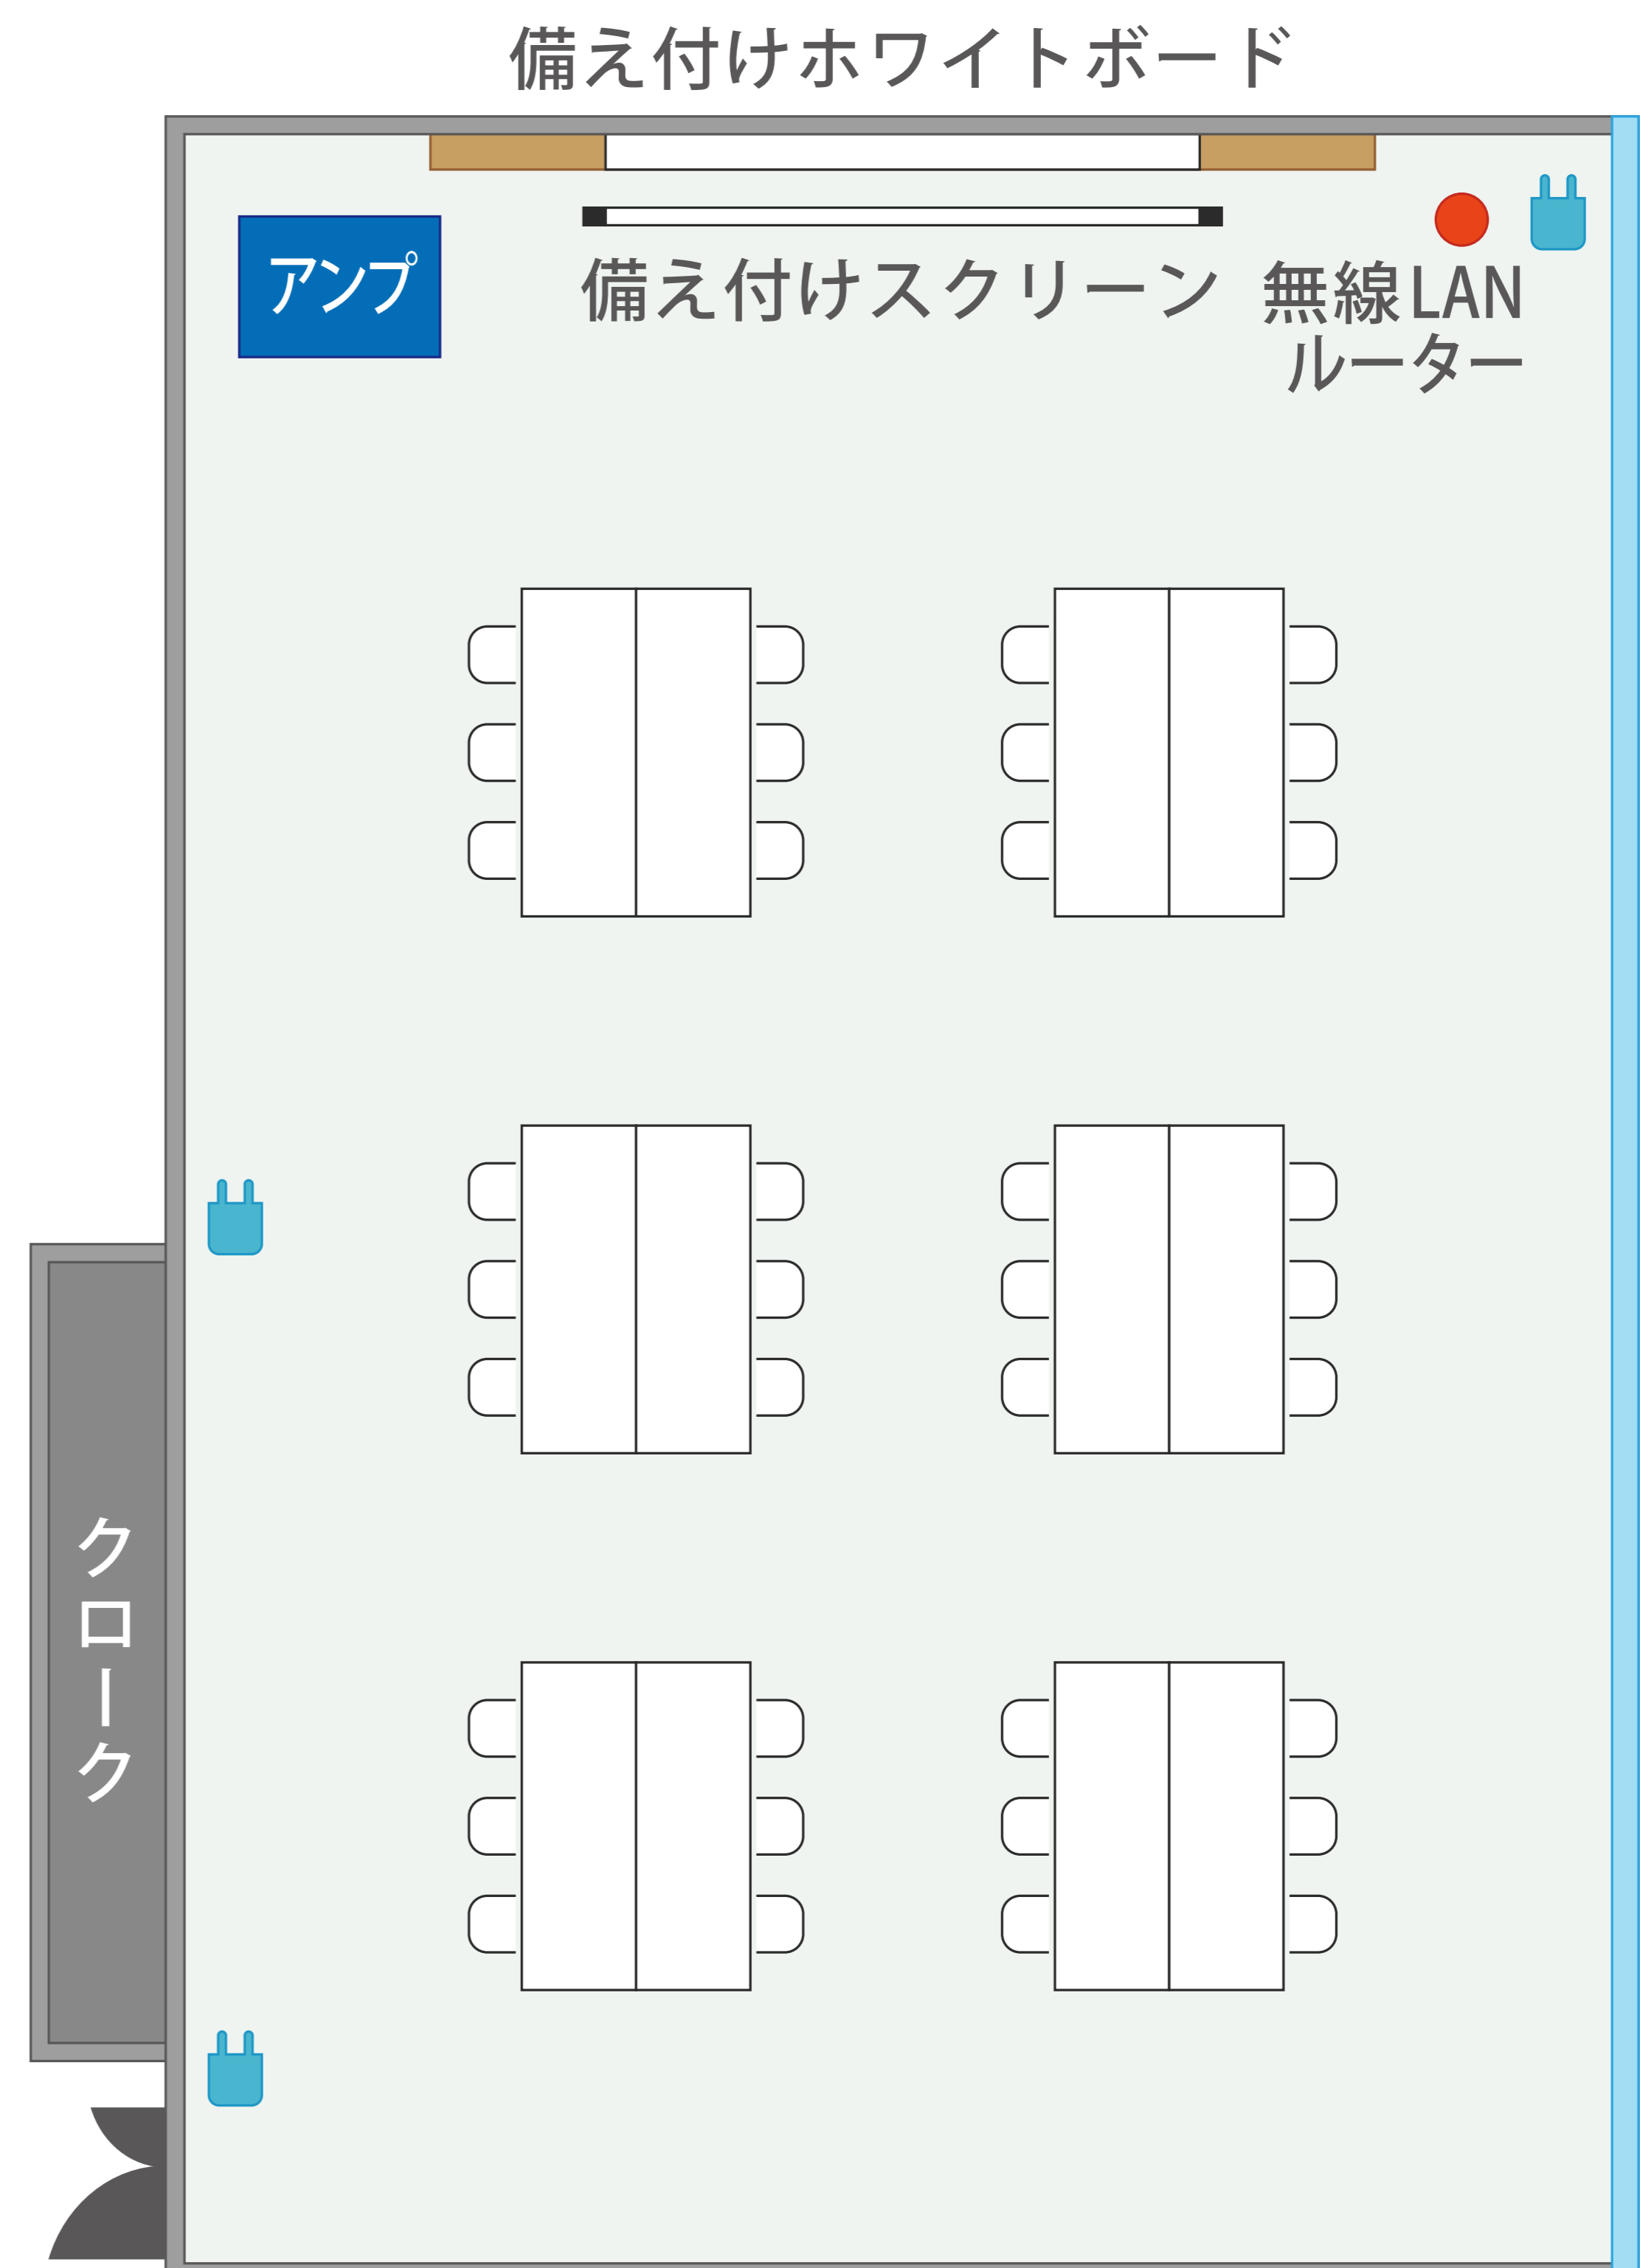 備え付けホワイトボード
アンプ
備え付けスクリーン
無線LAN
ルーター
クローク